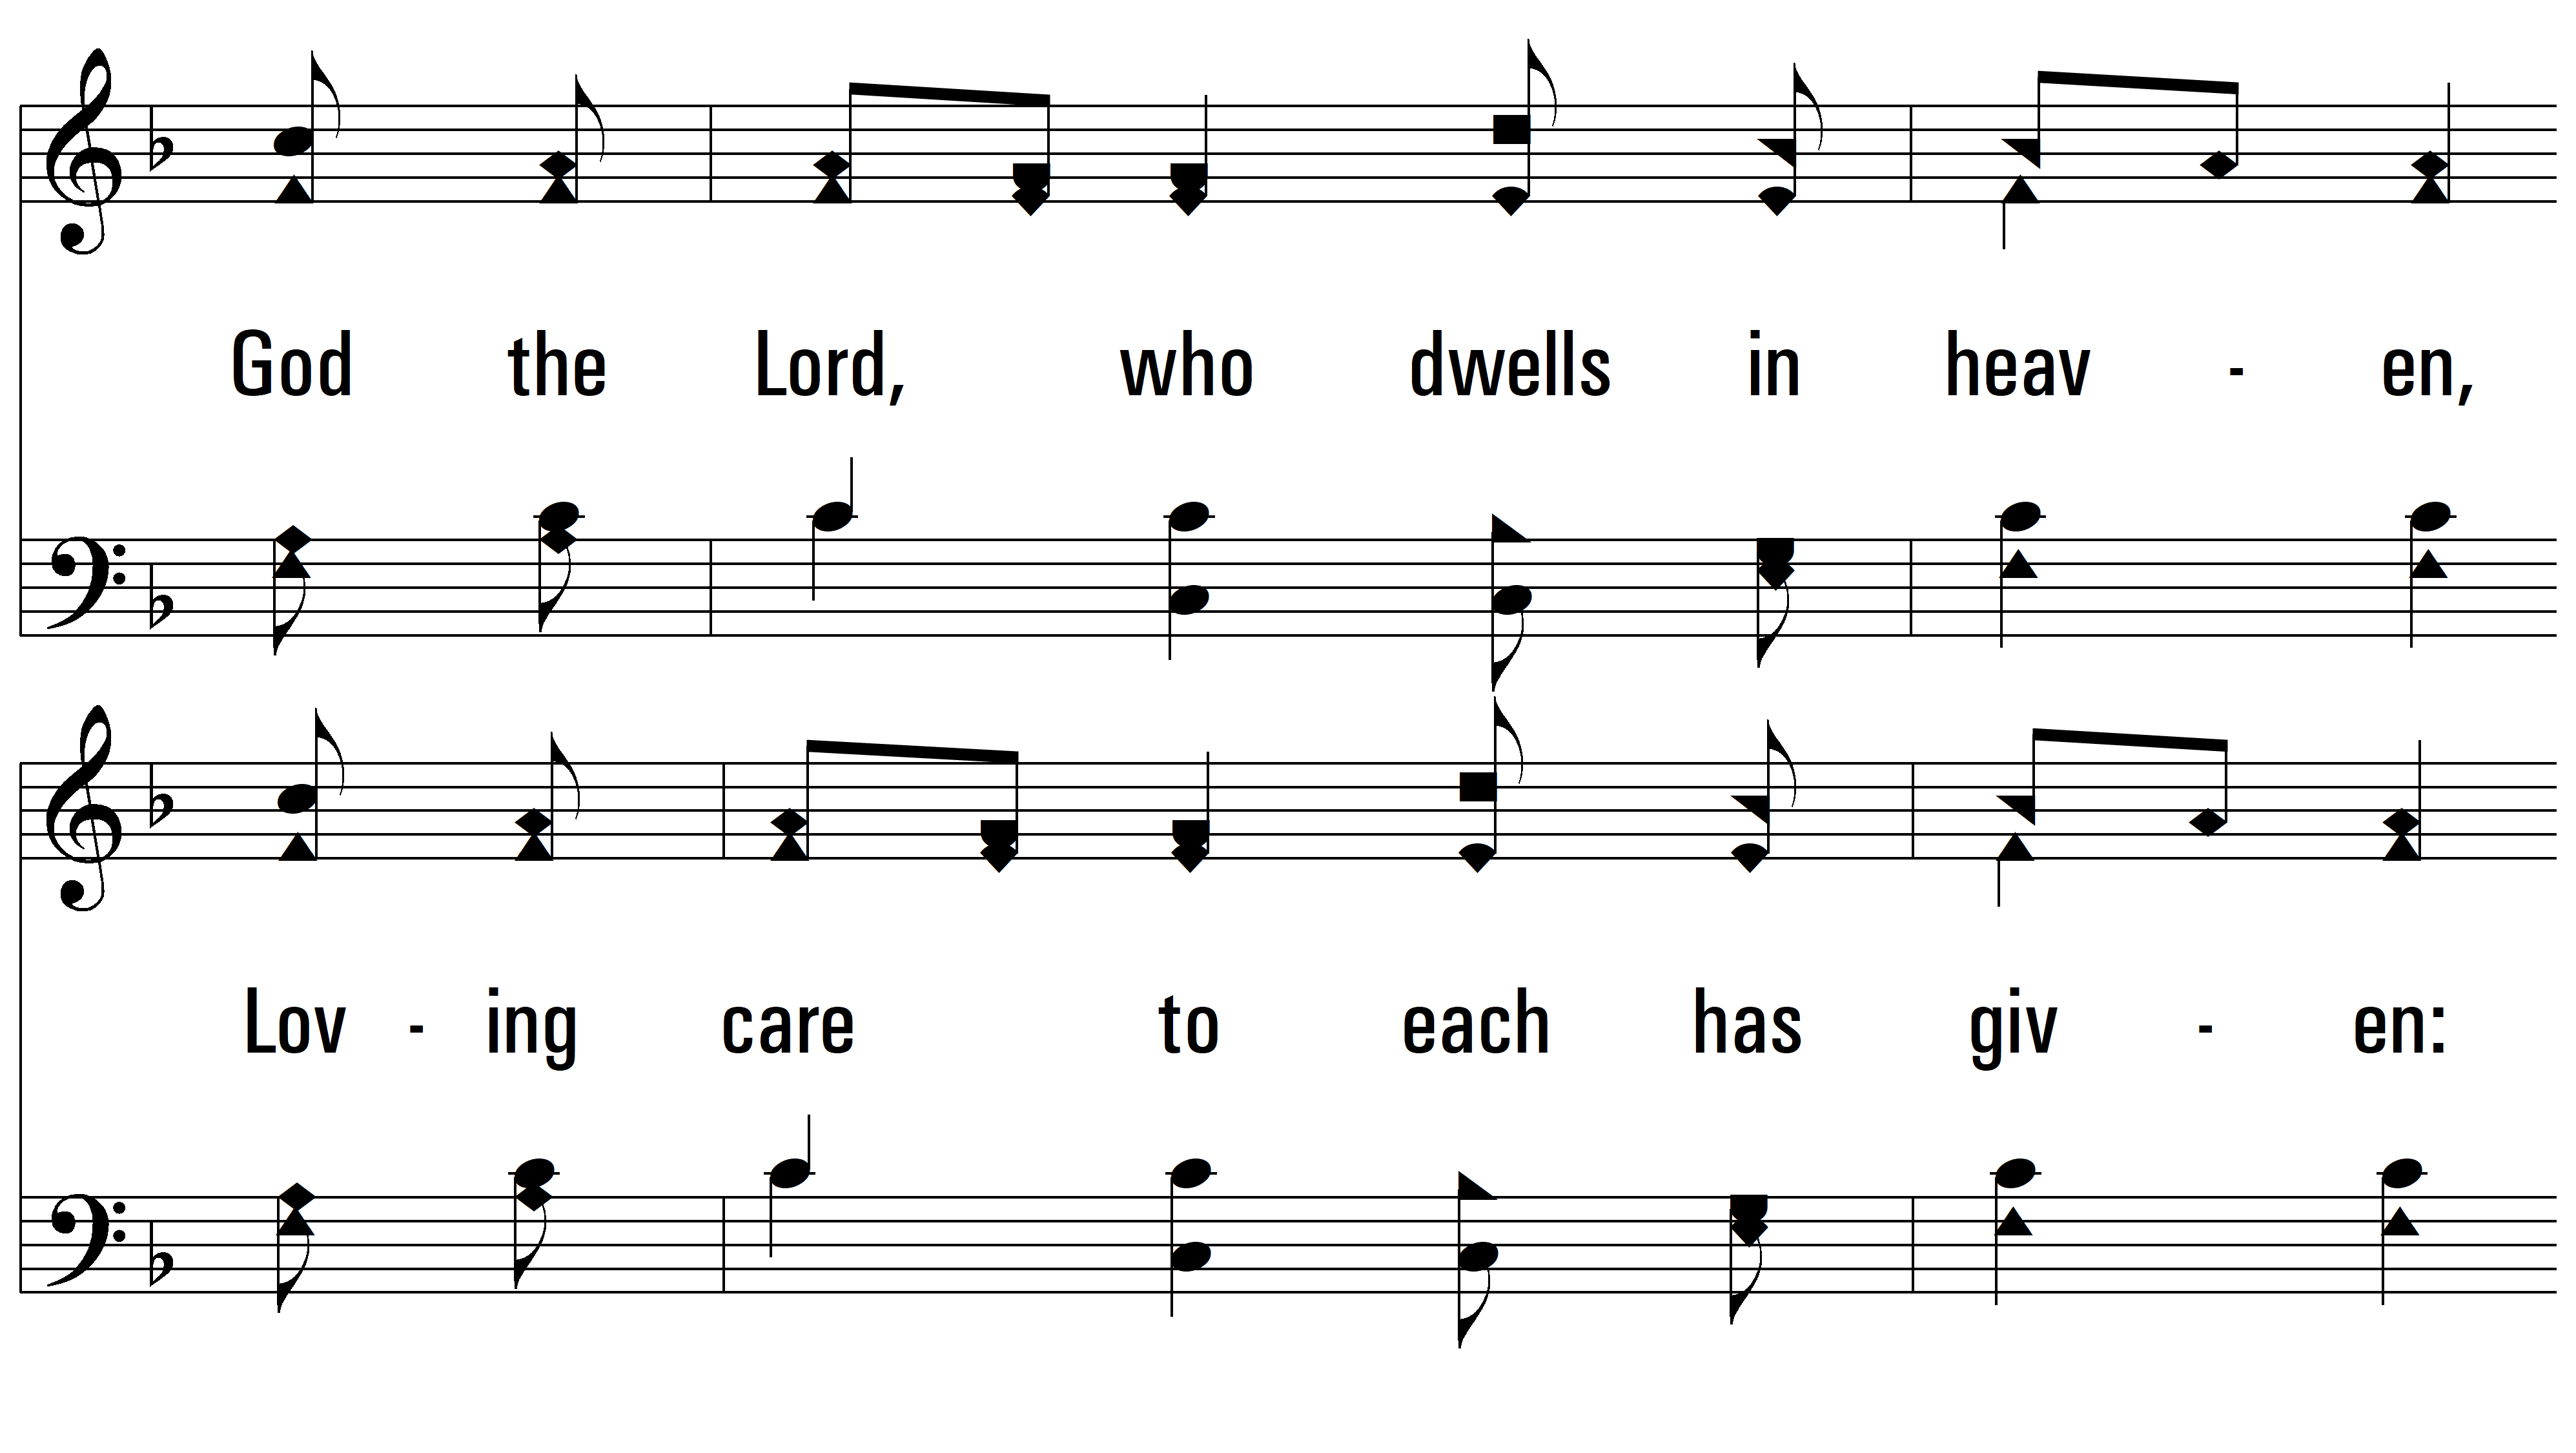 God the Lord, who dwells in heav - en,
Lov - ing care to each has giv - en: